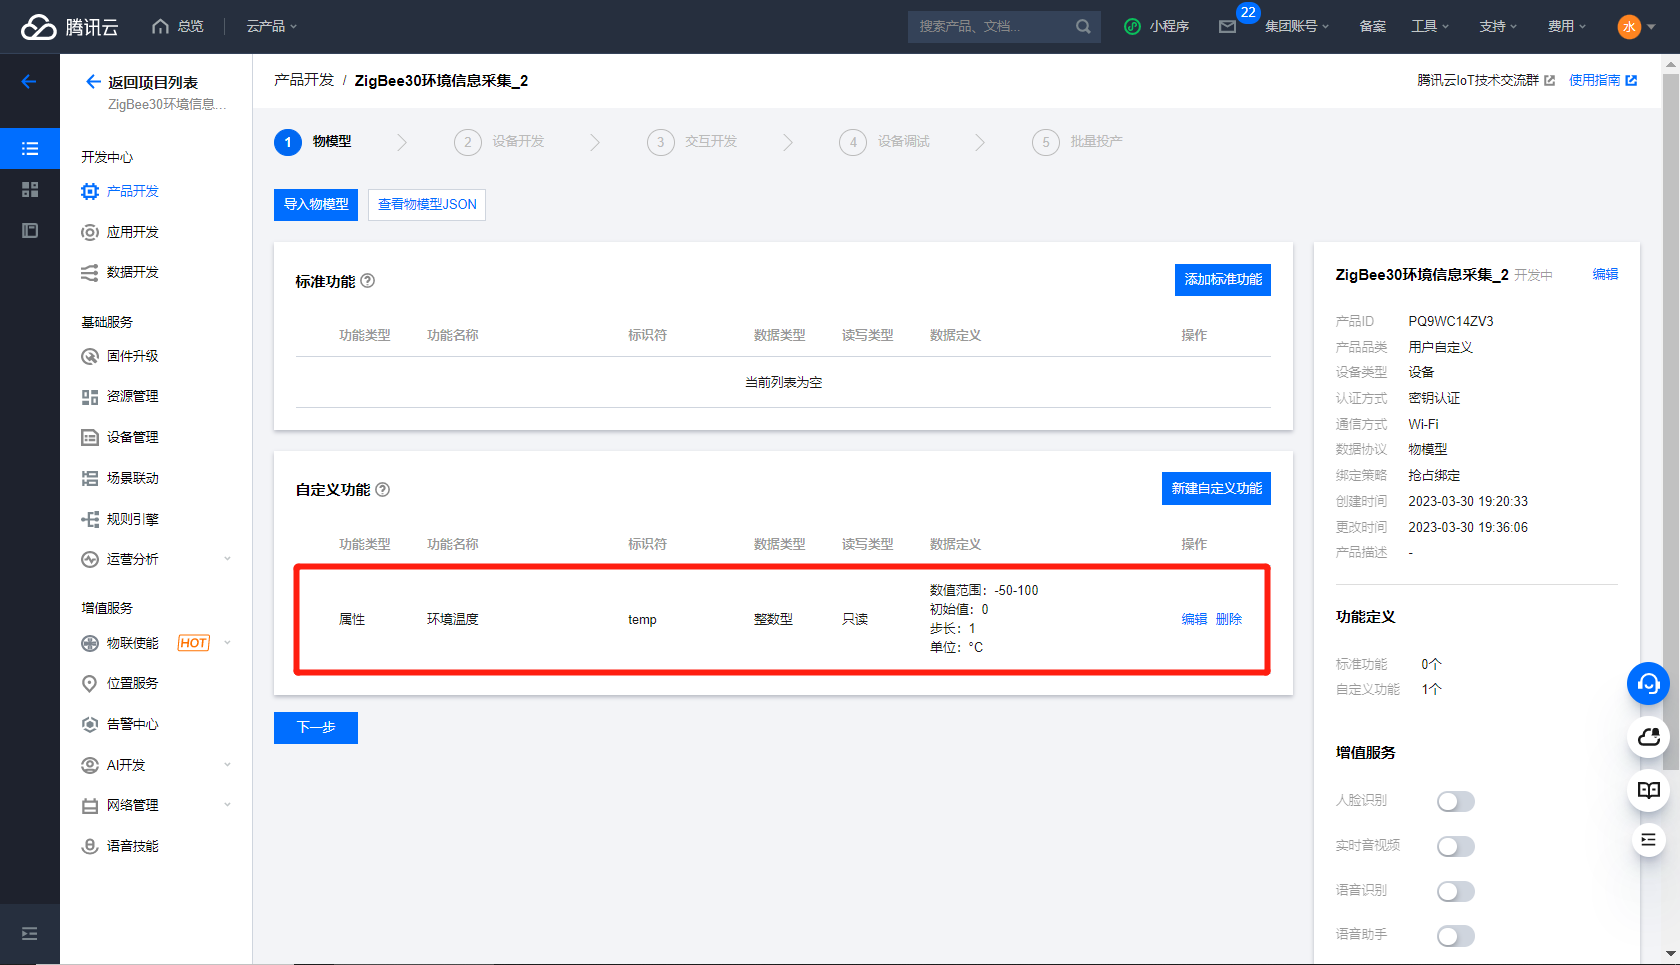 腾讯云 总览 云产品 搜索产品、文档... 小程序 22 集团账号 备案 工具 支持 费用 水
返回项目列表
ZigBee30环境信息...
开发中心
产品开发
应用开发
数据开发
基础服务
固件升级
资源管理
设备管理
场景联动
规则引擎
运营分析
增值服务
物联使能 HOT
位置服务
告警中心
AI开发
网络管理
语音技能
产品开发 / ZigBee30环境信息采集_2
腾讯云IoT技术交流群 使用指南
1 物模型 2 设备开发 3 交互开发 4 设备调试 5 批量投产
导入物模型 查看物模型JSON
标准功能 ?
添加标准功能
功能类型 功能名称 标识符 数据类型 读写类型 数据定义 操作
当前列表为空
自定义功能 ?
新建自定义功能
功能类型 功能名称 标识符 数据类型 读写类型 数据定义 操作
属性 环境温度 temp 整数型 只读
数值范围：-50-100
初始值：0
步长：1
单位：°C
编辑 删除
下一步
ZigBee30环境信息采集_2 开发中 编辑
产品ID PQ9WC14ZV3
产品品类 用户自定义
设备类型 设备
认证方式 密钥认证
通信方式 Wi-Fi
数据协议 物模型
绑定策略 抢占绑定
创建时间 2023-03-30 19:20:33
更改时间 2023-03-30 19:36:06
产品描述 -
功能定义
标准功能 0个
自定义功能 1个
增值服务
人脸识别
实时音视频
语音识别
语音助手